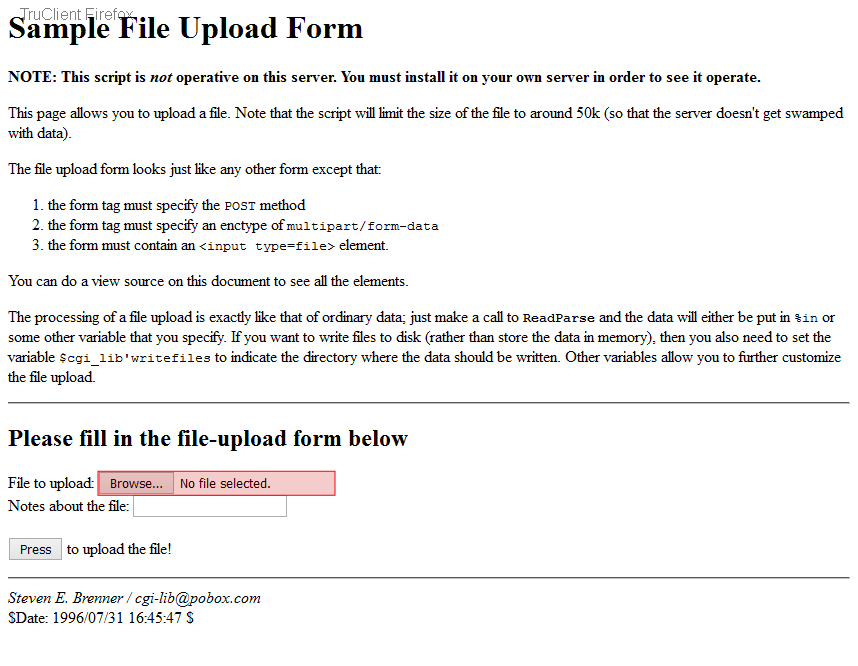 TruClient Firefox
Sample File Upload Form
NOTE: This script is not operative on this server. You must install it on your own server in order to see it operate.
This page allows you to upload a file. Note that the script will limit the size of the file to around 50k (so that the server doesn't get swamped
with data).
The file upload form looks just like any other form except that:
1. the form tag must specify the POST method
2. the form tag must specify an enctype of multipart/form-data
3. the form must contain an <input type=file> element.
You can do a view source on this document to see all the elements.
The processing of a file upload is exactly like that of ordinary data; just make a call to ReadParse and the data will either be put in %in or
some other variable that you specify. If you want to write files to disk (rather than store the data in memory), then you also need to set the
variable $cgi_lib'writefiles to indicate the directory where the data should be written. Other variables allow you to further customize
the file upload.
Please fill in the file-upload form below
File to upload: Browse... No file selected.
Notes about the file:
Press to upload the file!
Steven E. Brenner / cgi-lib@pobox.com
$Date: 1996/07/31 16:45:47 $